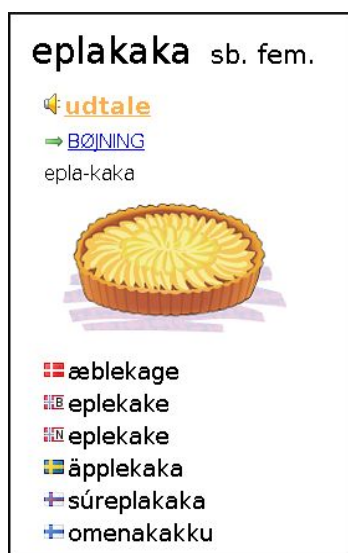 eplakaka sb. fem.
udtale
BØJNING
epla-kaka
æblekage
B eplekake
N eplekake
äpplekaka
súreplakaka
omenakakku